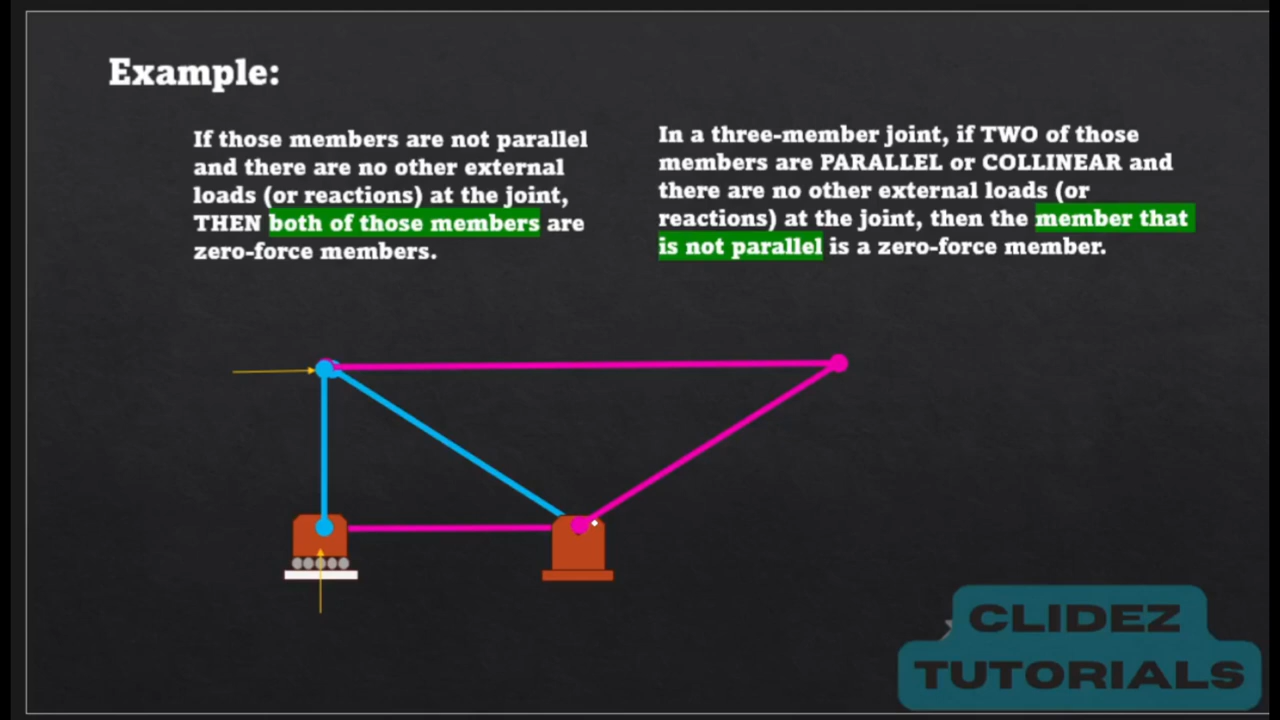 Example:
If those members are not parallel
and there are no other external
loads (or reactions) at the joint,
THEN both of those members are
zero-force members.
In a three-member joint, if TWO of those
members are PARALLEL or COLLINEAR and
there are no other external loads (or
reactions) at the joint, then the member that
is not parallel is a zero-force member.
CLIDEZ
TUTORIALS